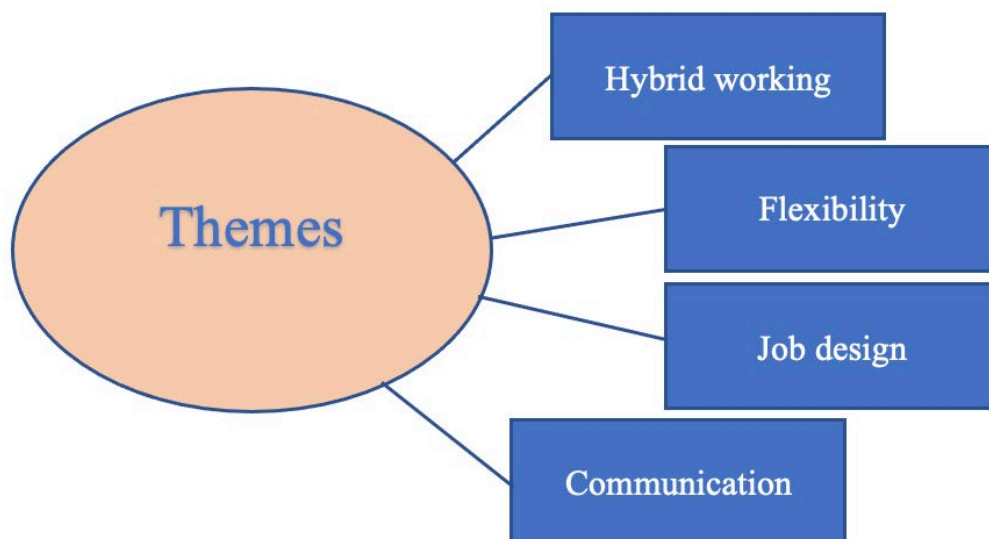 Themes
Hybrid working
Flexibility
Job design
Communication